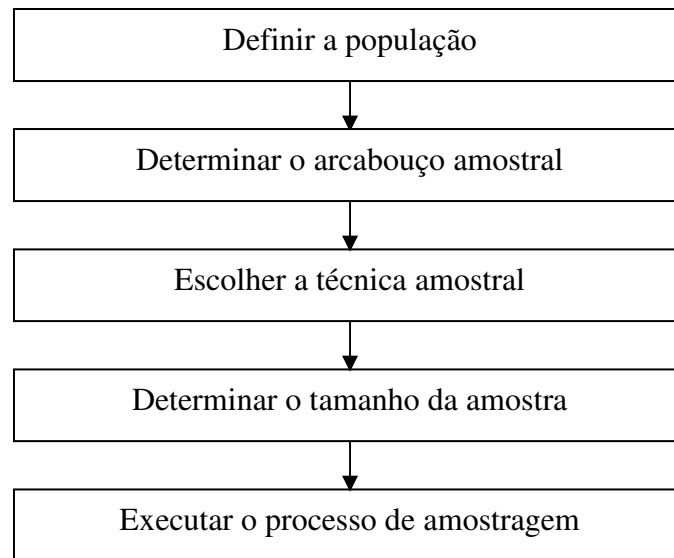 Definir a população
Determinar o arcabouço amostral
Escolher a técnica amostral
Determinar o tamanho da amostra
Executar o processo de amostragem